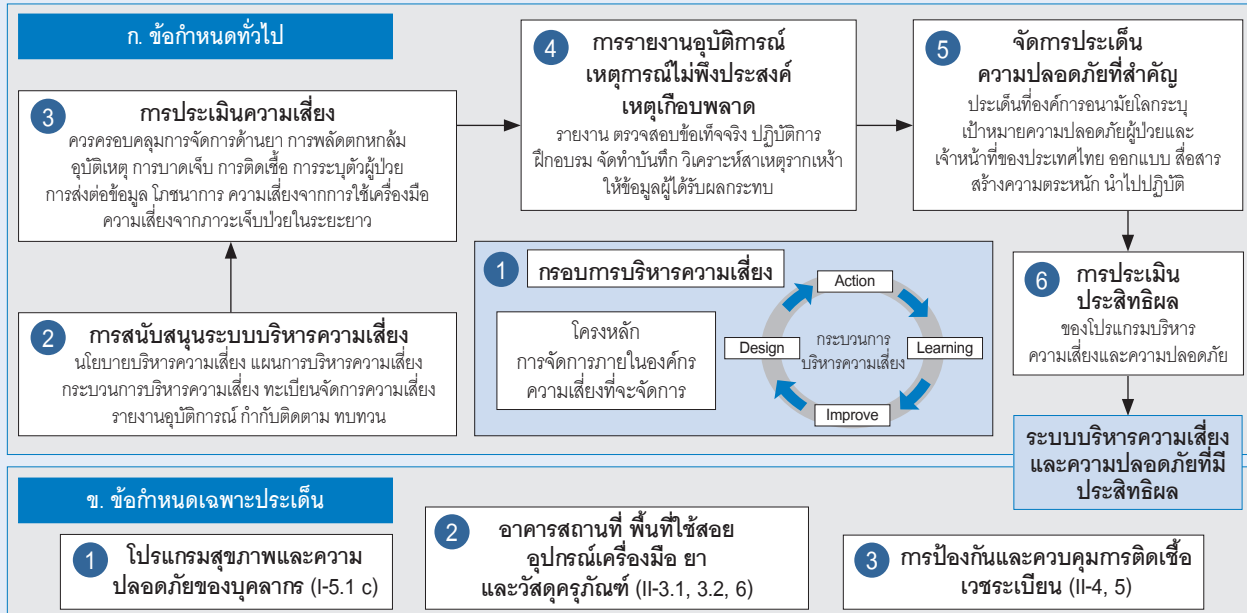 ก. ข้อกำหนดทั่วไป
1
กรอบการบริหารความเสี่ยง
โครงหลัก
การจัดการภายในองค์กร
ความเสี่ยงที่จะจัดการ
Action
Design
กระบวนการ
บริหารความเสี่ยง
Learning
Improve
2
การสนับสนุนระบบบริหารความเสี่ยง
นโยบายบริหารความเสี่ยง แผนการบริหารความเสี่ยง
กระบวนการบริหารความเสี่ยง ทะเบียนจัดการความเสี่ยง
รายงานอุบัติการณ์ กำกับติดตาม ทบทวน
3
การประเมินความเสี่ยง
ควรครอบคลุมการจัดการด้านยา การพลัดตกหกล้ม
อุบัติเหตุ การบาดเจ็บ การติดเชื้อ การระบุตัวผู้ป่วย
การส่งต่อข้อมูล โภชนาการ ความเสี่ยงจากการใช้เครื่องมือ
ความเสี่ยงจากภาวะเจ็บป่วยในระยะยาว
4
การรายงานอุบัติการณ์
เหตุการณ์ไม่พึงประสงค์
เหตุเกือบพลาด
รายงาน ตรวจสอบข้อเท็จจริง ปฏิบัติการ
ฝึกอบรม จัดทำบันทึก วิเคราะห์สาเหตุรากเหง้า
ให้ข้อมูลผู้ได้รับผลกระทบ
5
จัดการประเด็น
ความปลอดภัยที่สำคัญ
ประเด็นที่องค์การอนามัยโลกระบุ
เป้าหมายความปลอดภัยผู้ป่วยและ
เจ้าหน้าที่ของประเทศไทย ออกแบบ สื่อสาร
สร้างความตระหนัก นำไปปฏิบัติ
6
การประเมิน
ประสิทธิผล
ของโปรแกรมบริหาร
ความเสี่ยงและความปลอดภัย
ระบบบริหารความเสี่ยง
และความปลอดภัยที่มี
ประสิทธิผล
ข. ข้อกำหนดเฉพาะประเด็น
1
โปรแกรมสุขภาพและความ
ปลอดภัยของบุคลากร (I-5.1 c)
2
อาคารสถานที่ พื้นที่ใช้สอย
อุปกรณ์เครื่องมือ ยา
และวัสดุครุภัณฑ์ (II-3.1, 3.2, 6)
3
การป้องกันและควบคุมการติดเชื้อ
เวชระเบียน (II-4, 5)